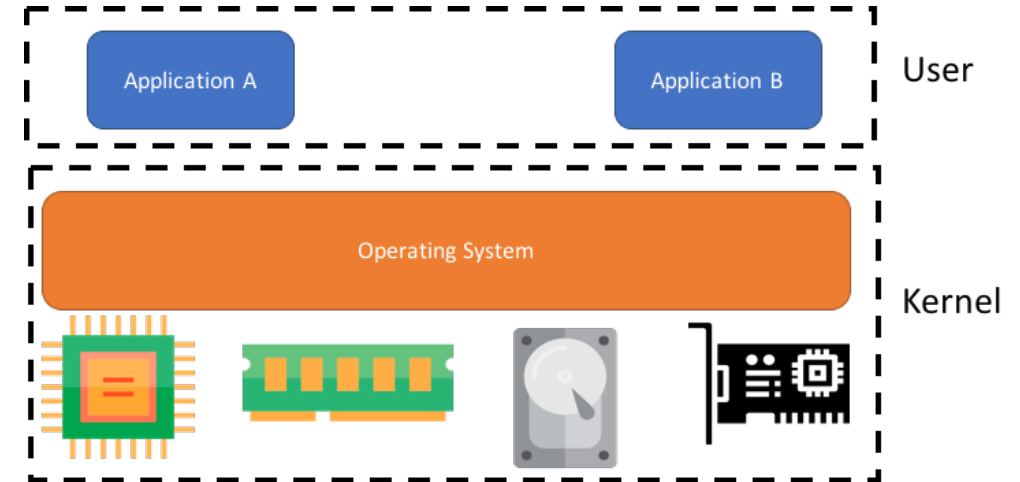 Application A
Application B
User
Operating System
Kernel